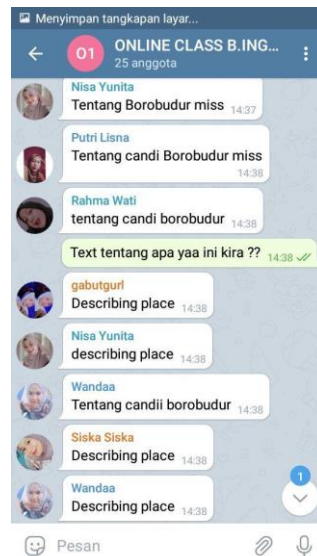 Menyimpan tangkapan layar...
01
ONLINE CLASS B.ING...
25 anggota
Nisa Yunita
Tentang Borobudur miss 14:37
Putri Lisna
Tentang candi Borobudur miss
14:38
Rahma Wati
tentang candi borobudur 14:38
Text tentang apa yaa ini kira ?? 14:38
gabutgurl
Describing place 14:38
Nisa Yunita
describing place 14:38
Wandaa
Tentang candii borobudur 14:38
Siska Siska
Describing place 14:38
Wandaa
Describing place 14:38
1
Pesan